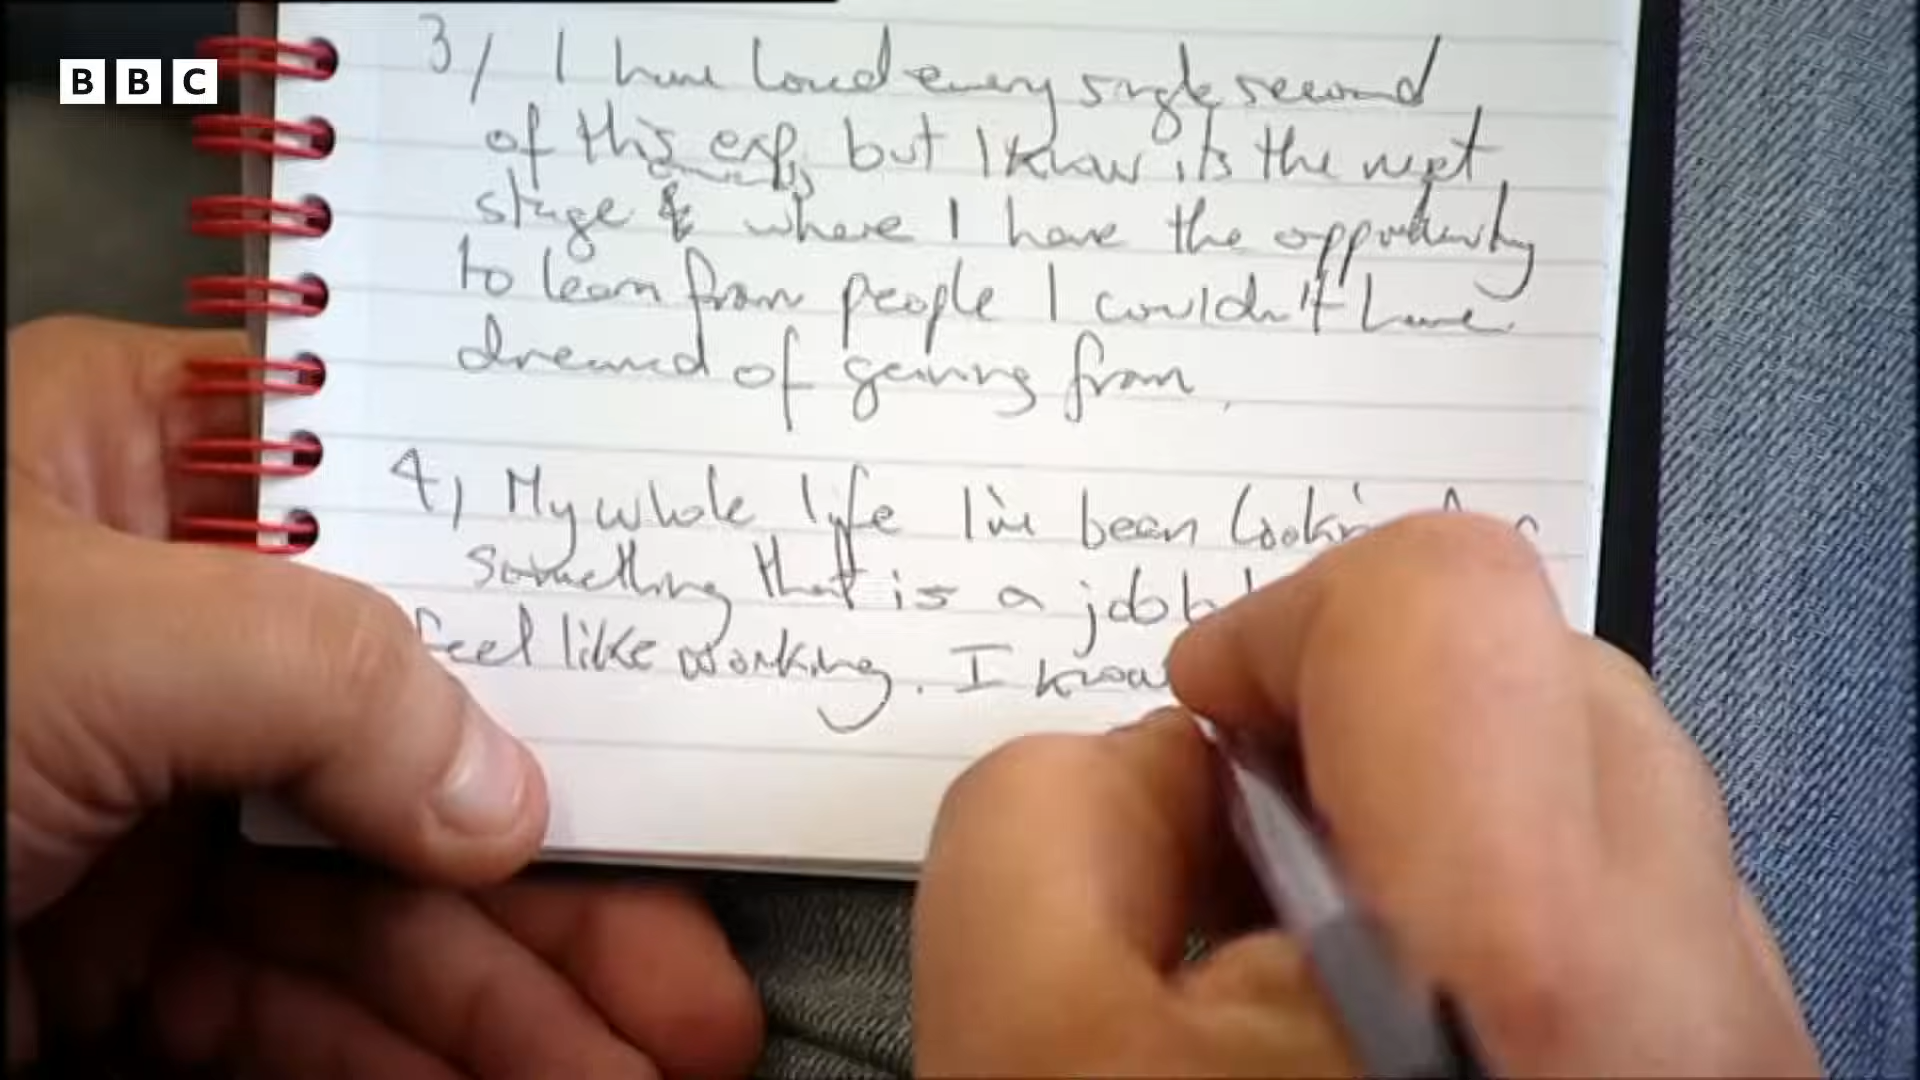 BBC
3/ I have loved every single second
of this exp, but I know its the next
stage & where I have the opportunity
to learn from people I couldn't have
dreamed of from.
4, My whole life I've been
something that is a job
feel like working. I know